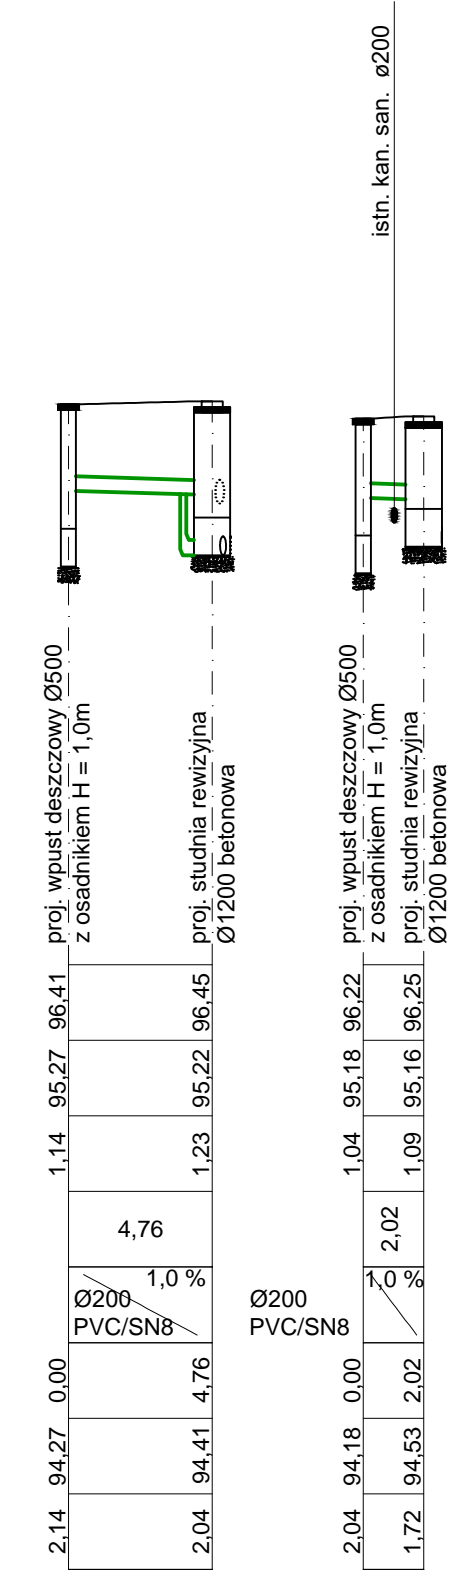 istn. kan. san. ø200
proj. wpust deszczowy Ø500
z osadnikiem H = 1,0m
proj. studnia rewizyjna
Ø1200 betonowa
proj. wpust deszczowy Ø500
z osadnikiem H = 1,0m
proj. studnia rewizyjna
Ø1200 betonowa
96,41 96,45 96,22 96,25
95,27 95,22 95,18 95,16
1,14 1,23 1,04 1,09
4,76 2,02
1,0 % 1,0 %
Ø200 Ø200
PVC/SN8 PVC/SN8
0,00 4,76 0,00 2,02
94,27 94,41 94,18 94,53
2,14 2,04 2,04 1,72